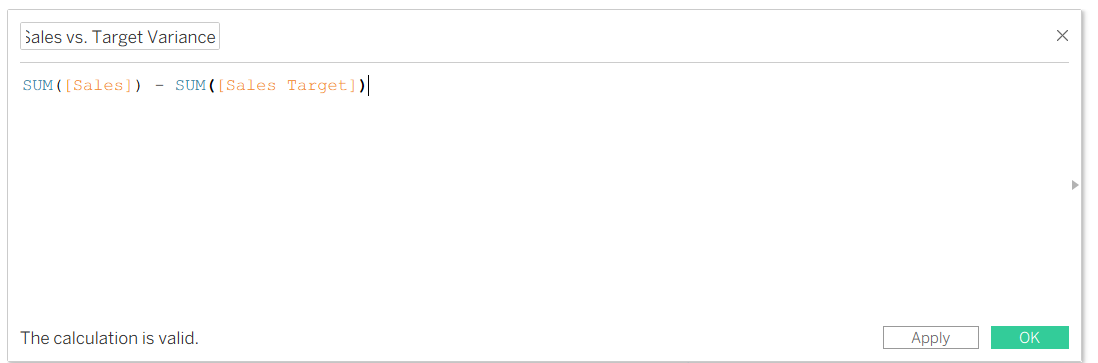 Sales vs. Target Variance
SUM([Sales]) - SUM([Sales Target])
The calculation is valid.
Apply
OK